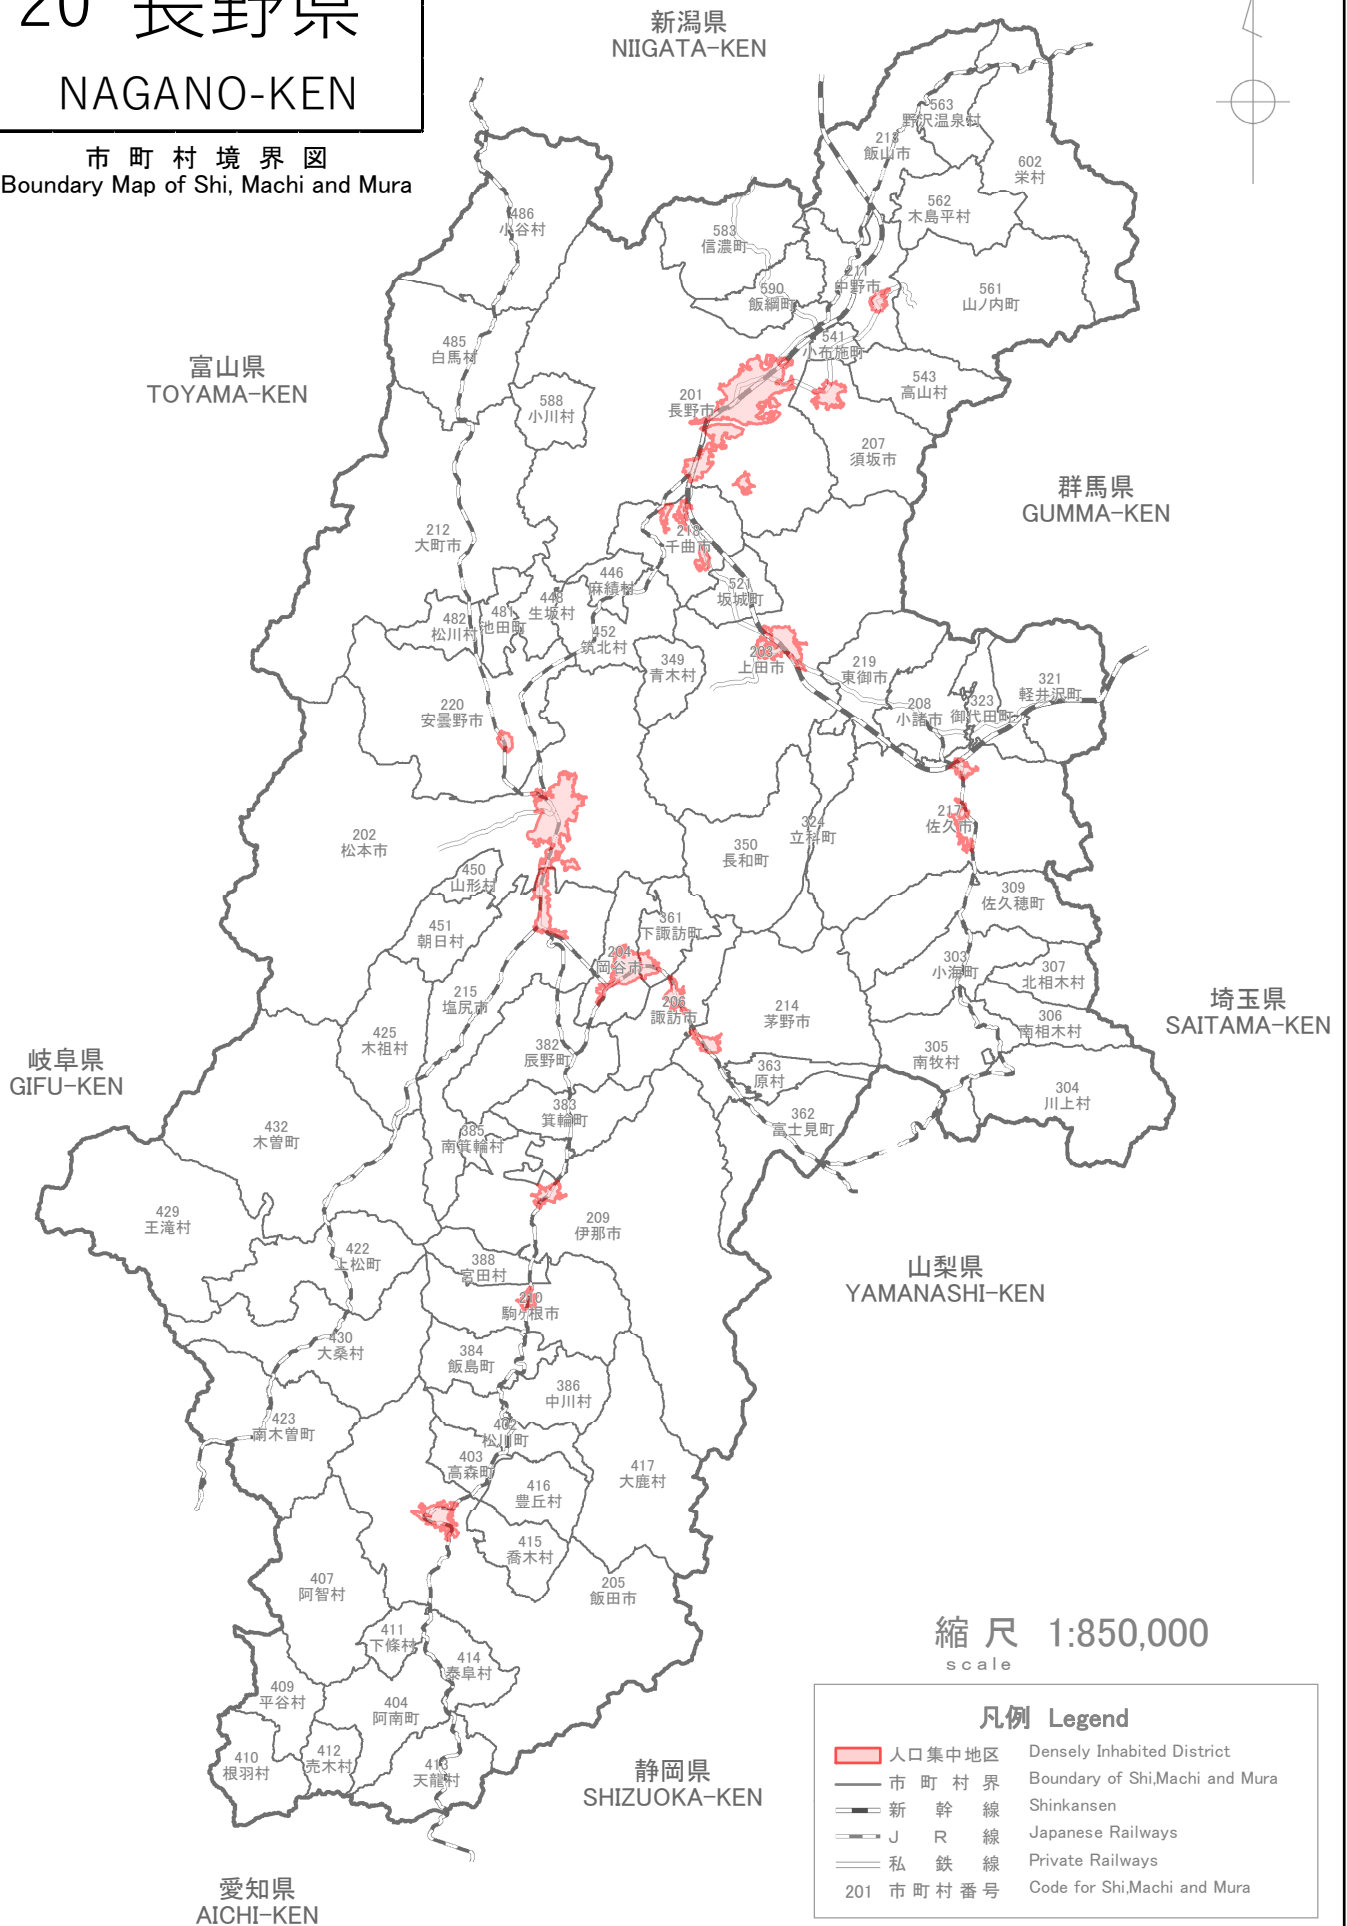 20 長野県
NAGANO-KEN
市町村境界図
Boundary Map of Shi, Machi and Mura
新潟県
NIIGATA-KEN
富山県
TOYAMA-KEN
群馬県
GUMMA-KEN
埼玉県
SAITAMA-KEN
岐阜県
GIFU-KEN
山梨県
YAMANASHI-KEN
静岡県
SHIZUOKA-KEN
愛知県
AICHI-KEN
563
野沢温泉村
213
飯山市
602
栄村
562
木島平村
486
小谷村
583
信濃町
211
中野市
590
飯綱町
561
山ノ内町
485
白馬村
541
小布施町
543
高山村
588
小川村
201
長野市
207
須坂市
212
大町市
218
千曲市
446
麻績村
521
坂城町
448
生坂村
481
池田町
482
松川村
452
筑北村
349
青木村
203
上田市
219
東御市
321
軽井沢町
323
御代田町
208
小諸市
220
安曇野市
202
松本市
217
佐久市
324
立科町
350
長和町
450
山形村
309
佐久穂町
451
朝日村
361
下諏訪町
204
岡谷市
303
小海町
307
北相木村
215
塩尻市
206
諏訪市
214
茅野市
306
南相木村
425
木祖村
382
辰野町
305
南牧村
363
原村
304
川上村
383
箕輪町
362
富士見町
432
木曽町
385
南箕輪村
429
王滝村
209
伊那市
422
上松町
388
宮田村
210
駒ヶ根市
430
大桑村
384
飯島町
386
中川村
423
南木曽町
402
松川町
403
高森町
417
大鹿村
416
豊丘村
415
喬木村
407
阿智村
205
飯田市
411
下條村
414
泰阜村
409
平谷村
404
阿南町
410
根羽村
412
売木村
413
天龍村
縮尺 1:850,000
scale
凡例 Legend
人口集中地区 Densely Inhabited District
市町村界 Boundary of Shi,Machi and Mura
新幹線 Shinkansen
JR線 Japanese Railways
私鉄線 Private Railways
201 市町村番号 Code for Shi,Machi and Mura